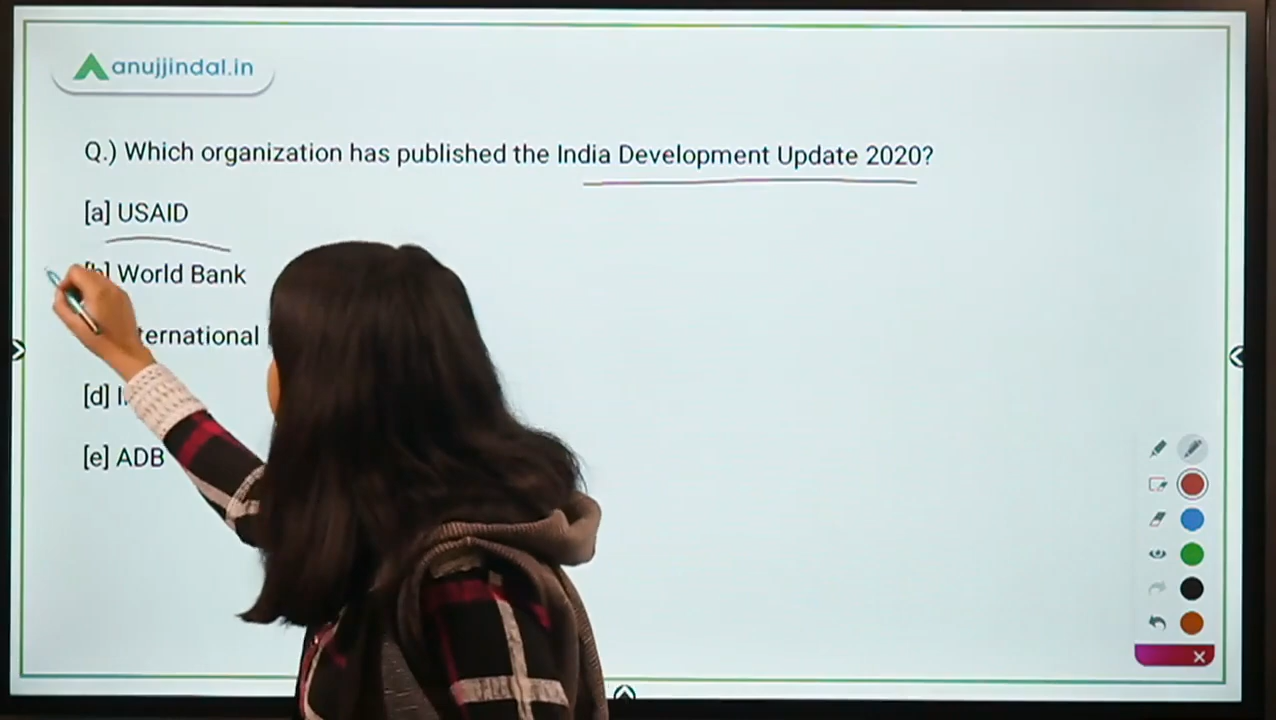 anujjindal.in
Q.) Which organization has published the India Development Update 2020?
[a] USAID
[b] World Bank
ternational
[d]
[e] ADB